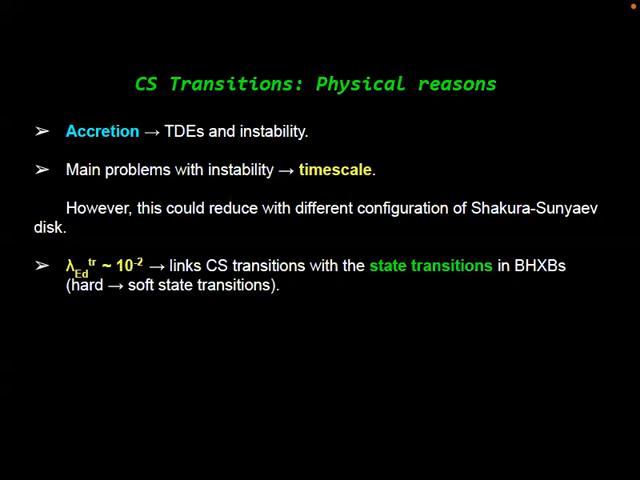 CS Transitions: Physical reasons
➢ Accretion → TDEs and instability.
➢ Main problems with instability → timescale.
However, this could reduce with different configuration of Shakura-Sunyaev
disk.
➢ λ_Ed^tr ~ 10^-2 → links CS transitions with the state transitions in BHXBs
(hard → soft state transitions).